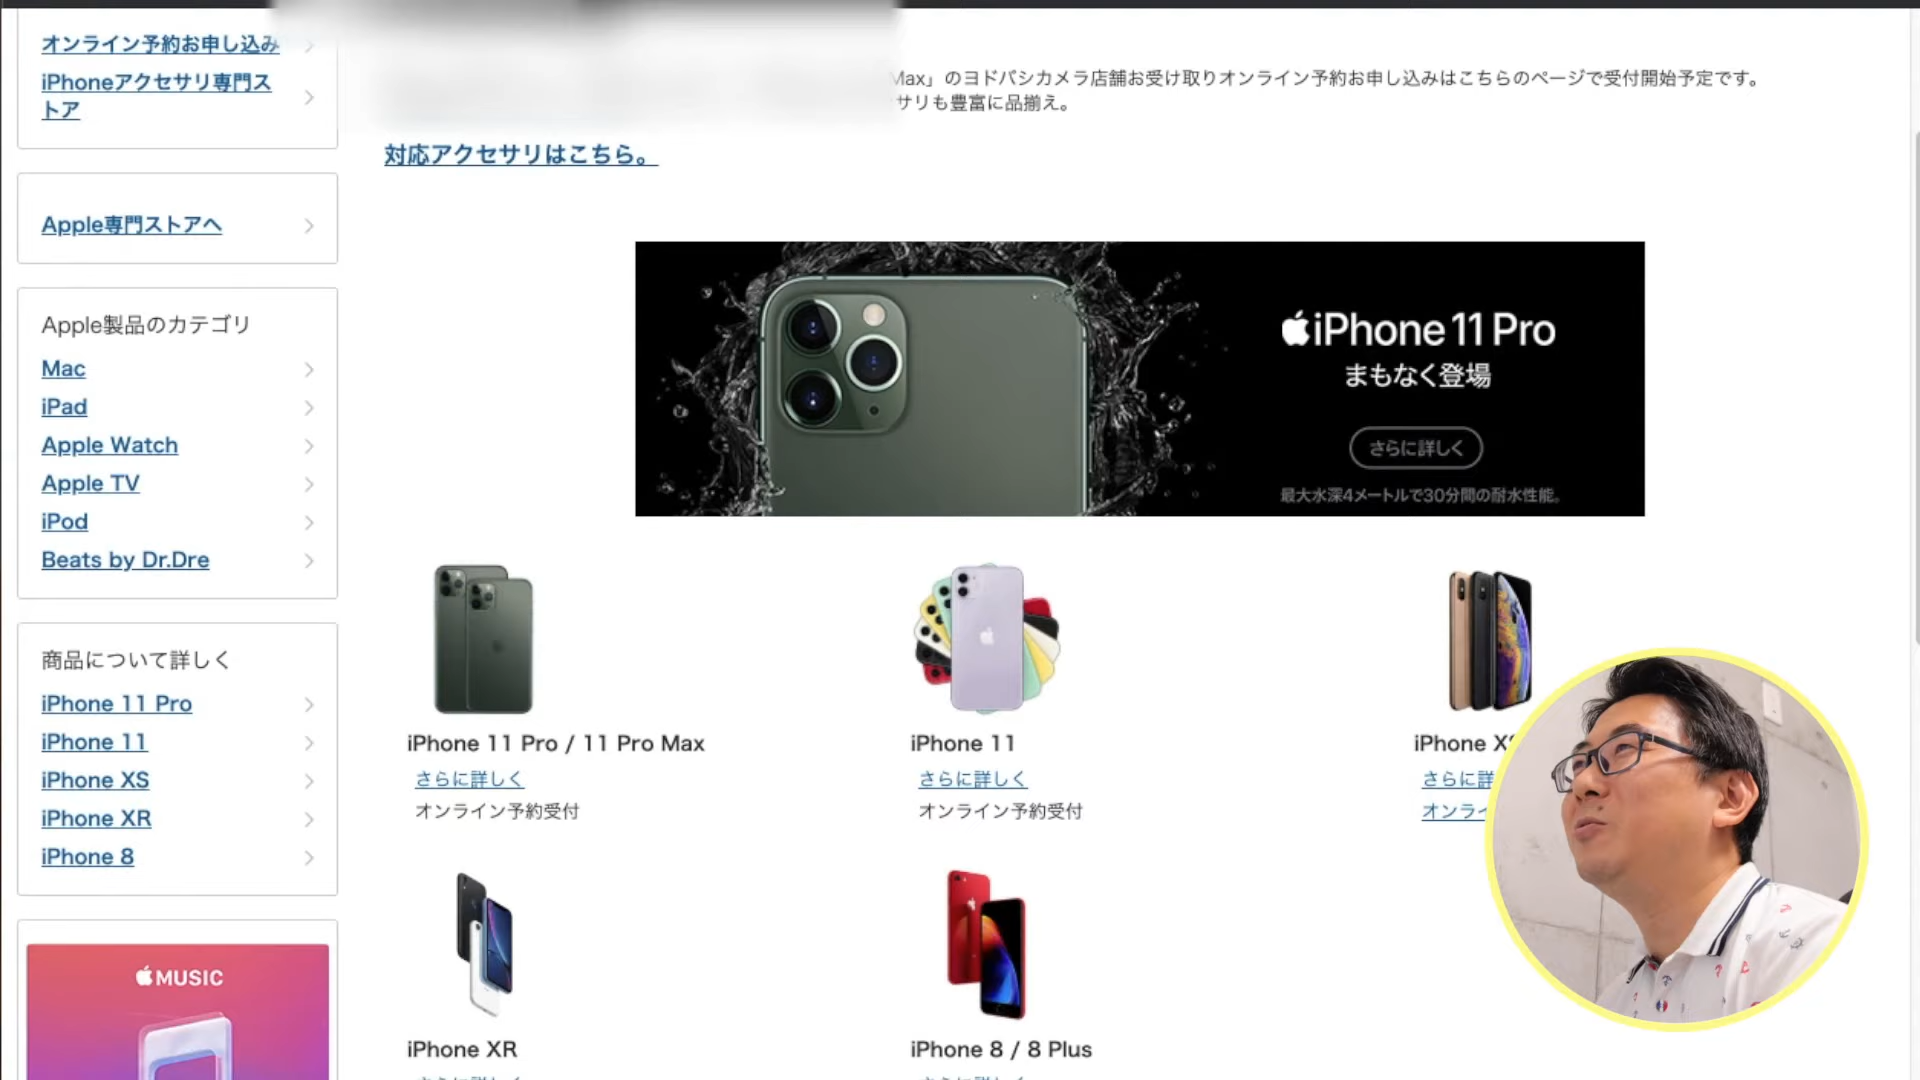 オンライン予約お申し込み
iPhoneアクセサリ専門ス
トア
Apple専門ストアへ
Apple製品のカテゴリ
Mac
iPad
Apple Watch
Apple TV
iPod
Beats by Dr.Dre
商品について詳しく
iPhone 11 Pro
iPhone 11
iPhone XS
iPhone XR
iPhone 8
MUSIC
Max」のヨドバシカメラ店舗お受け取りオンライン予約お申し込みはこちらのページで受付開始予定です。
サリも豊富に品揃え。
対応アクセサリはこちら。
iPhone 11 Pro
まもなく登場
さらに詳しく
最大水深4メートルで30分間の耐水性能。
iPhone 11 Pro / 11 Pro Max
さらに詳しく
オンライン予約受付
iPhone 11
さらに詳しく
オンライン予約受付
iPhone
さらに詳
オンライ
iPhone XR
iPhone 8 / 8 Plus